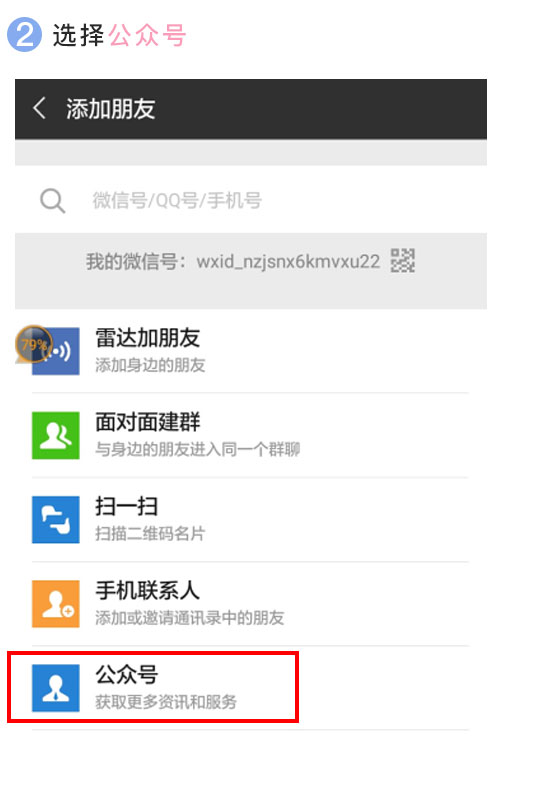 2 选择公众号
添加朋友
微信号/QQ号/手机号
我的微信号：wxid_nzjsnx6kmvxu22
79%
雷达加朋友
添加身边的朋友
面对面建群
与身边的朋友进入同一个群聊
扫一扫
扫描二维码名片
手机联系人
添加或邀请通讯录中的朋友
公众号
获取更多资讯和服务